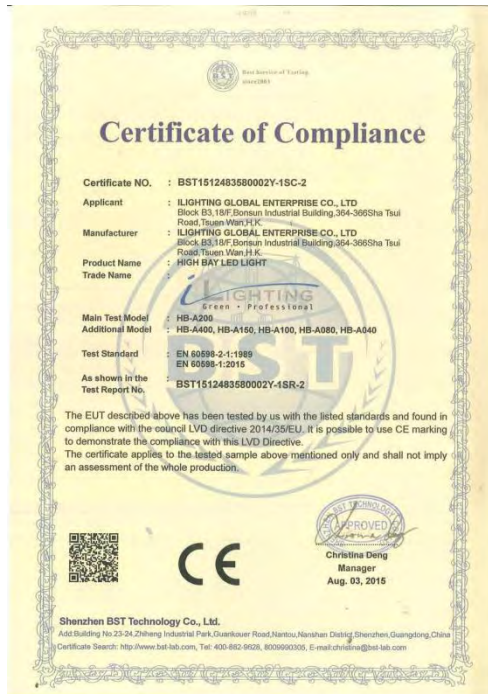 BST
Best Service of Testing
since2003
Certificate of Compliance
Certificate NO. : BST1512483580002Y-1SC-2
Applicant : ILIGHTING GLOBAL ENTERPRISE CO., LTD
Block B3,18/F,Bonsun Industrial Building,364-366Sha Tsui
Road,Tsuen Wan,H.K.
Manufacturer : ILIGHTING GLOBAL ENTERPRISE CO., LTD
Block B3,18/F,Bonsun Industrial Building,364-366Sha Tsui
Road,Tsuen Wan,H.K.
Product Name : HIGH BAY LED LIGHT
Trade Name :
iLIGHTING
Green • Professional
Main Test Model : HB-A200
Additional Model : HB-A400, HB-A150, HB-A100, HB-A080, HB-A040
Test Standard : EN 60598-2-1:1989
EN 60598-1:2015
As shown in the
Test Report No. : BST1512483580002Y-1SR-2
BST
The EUT described above has been tested by us with the listed standards and found in
compliance with the council LVD directive 2014/35/EU. It is possible to use CE marking
to demonstrate the compliance with this LVD Directive.
The certificate applies to the tested sample above mentioned only and shall not imply
an assessment of the whole production.
BST TECHNOLOGY
APPROVED
CE
Christina Deng
Manager
Aug. 03, 2015
Shenzhen BST Technology Co., Ltd.
Add:Building No.23-24,Zhiheng Industrial Park,Guankouer Road,Nantou,Nanshan District,Shenzhen,Guangdong,China
Certificate Search: http://www.bst-lab.com, Tel: 400-882-9628, 8009990305, E-mail:christina@bst-lab.com